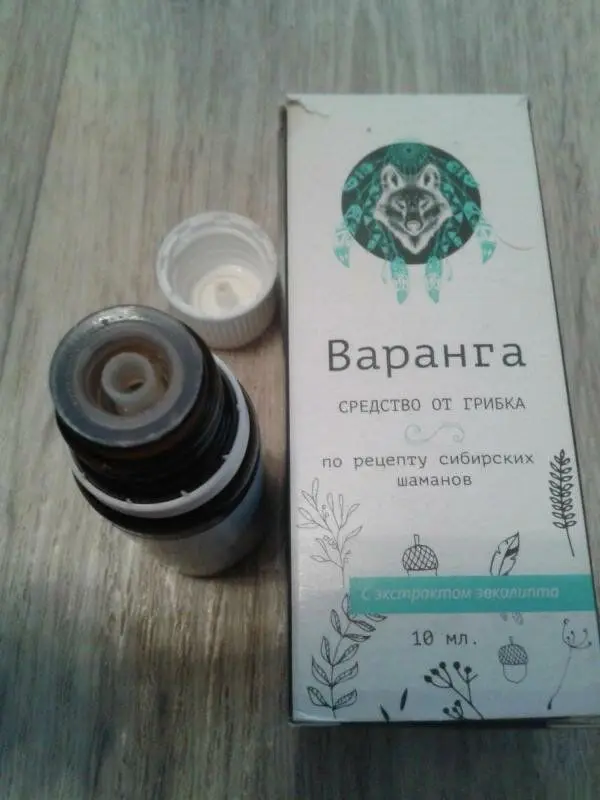 Варанга
СРЕДСТВО ОТ ГРИБКА
по рецепту сибирских
шаманов
С экстрактом эвкалипта
10 мл.